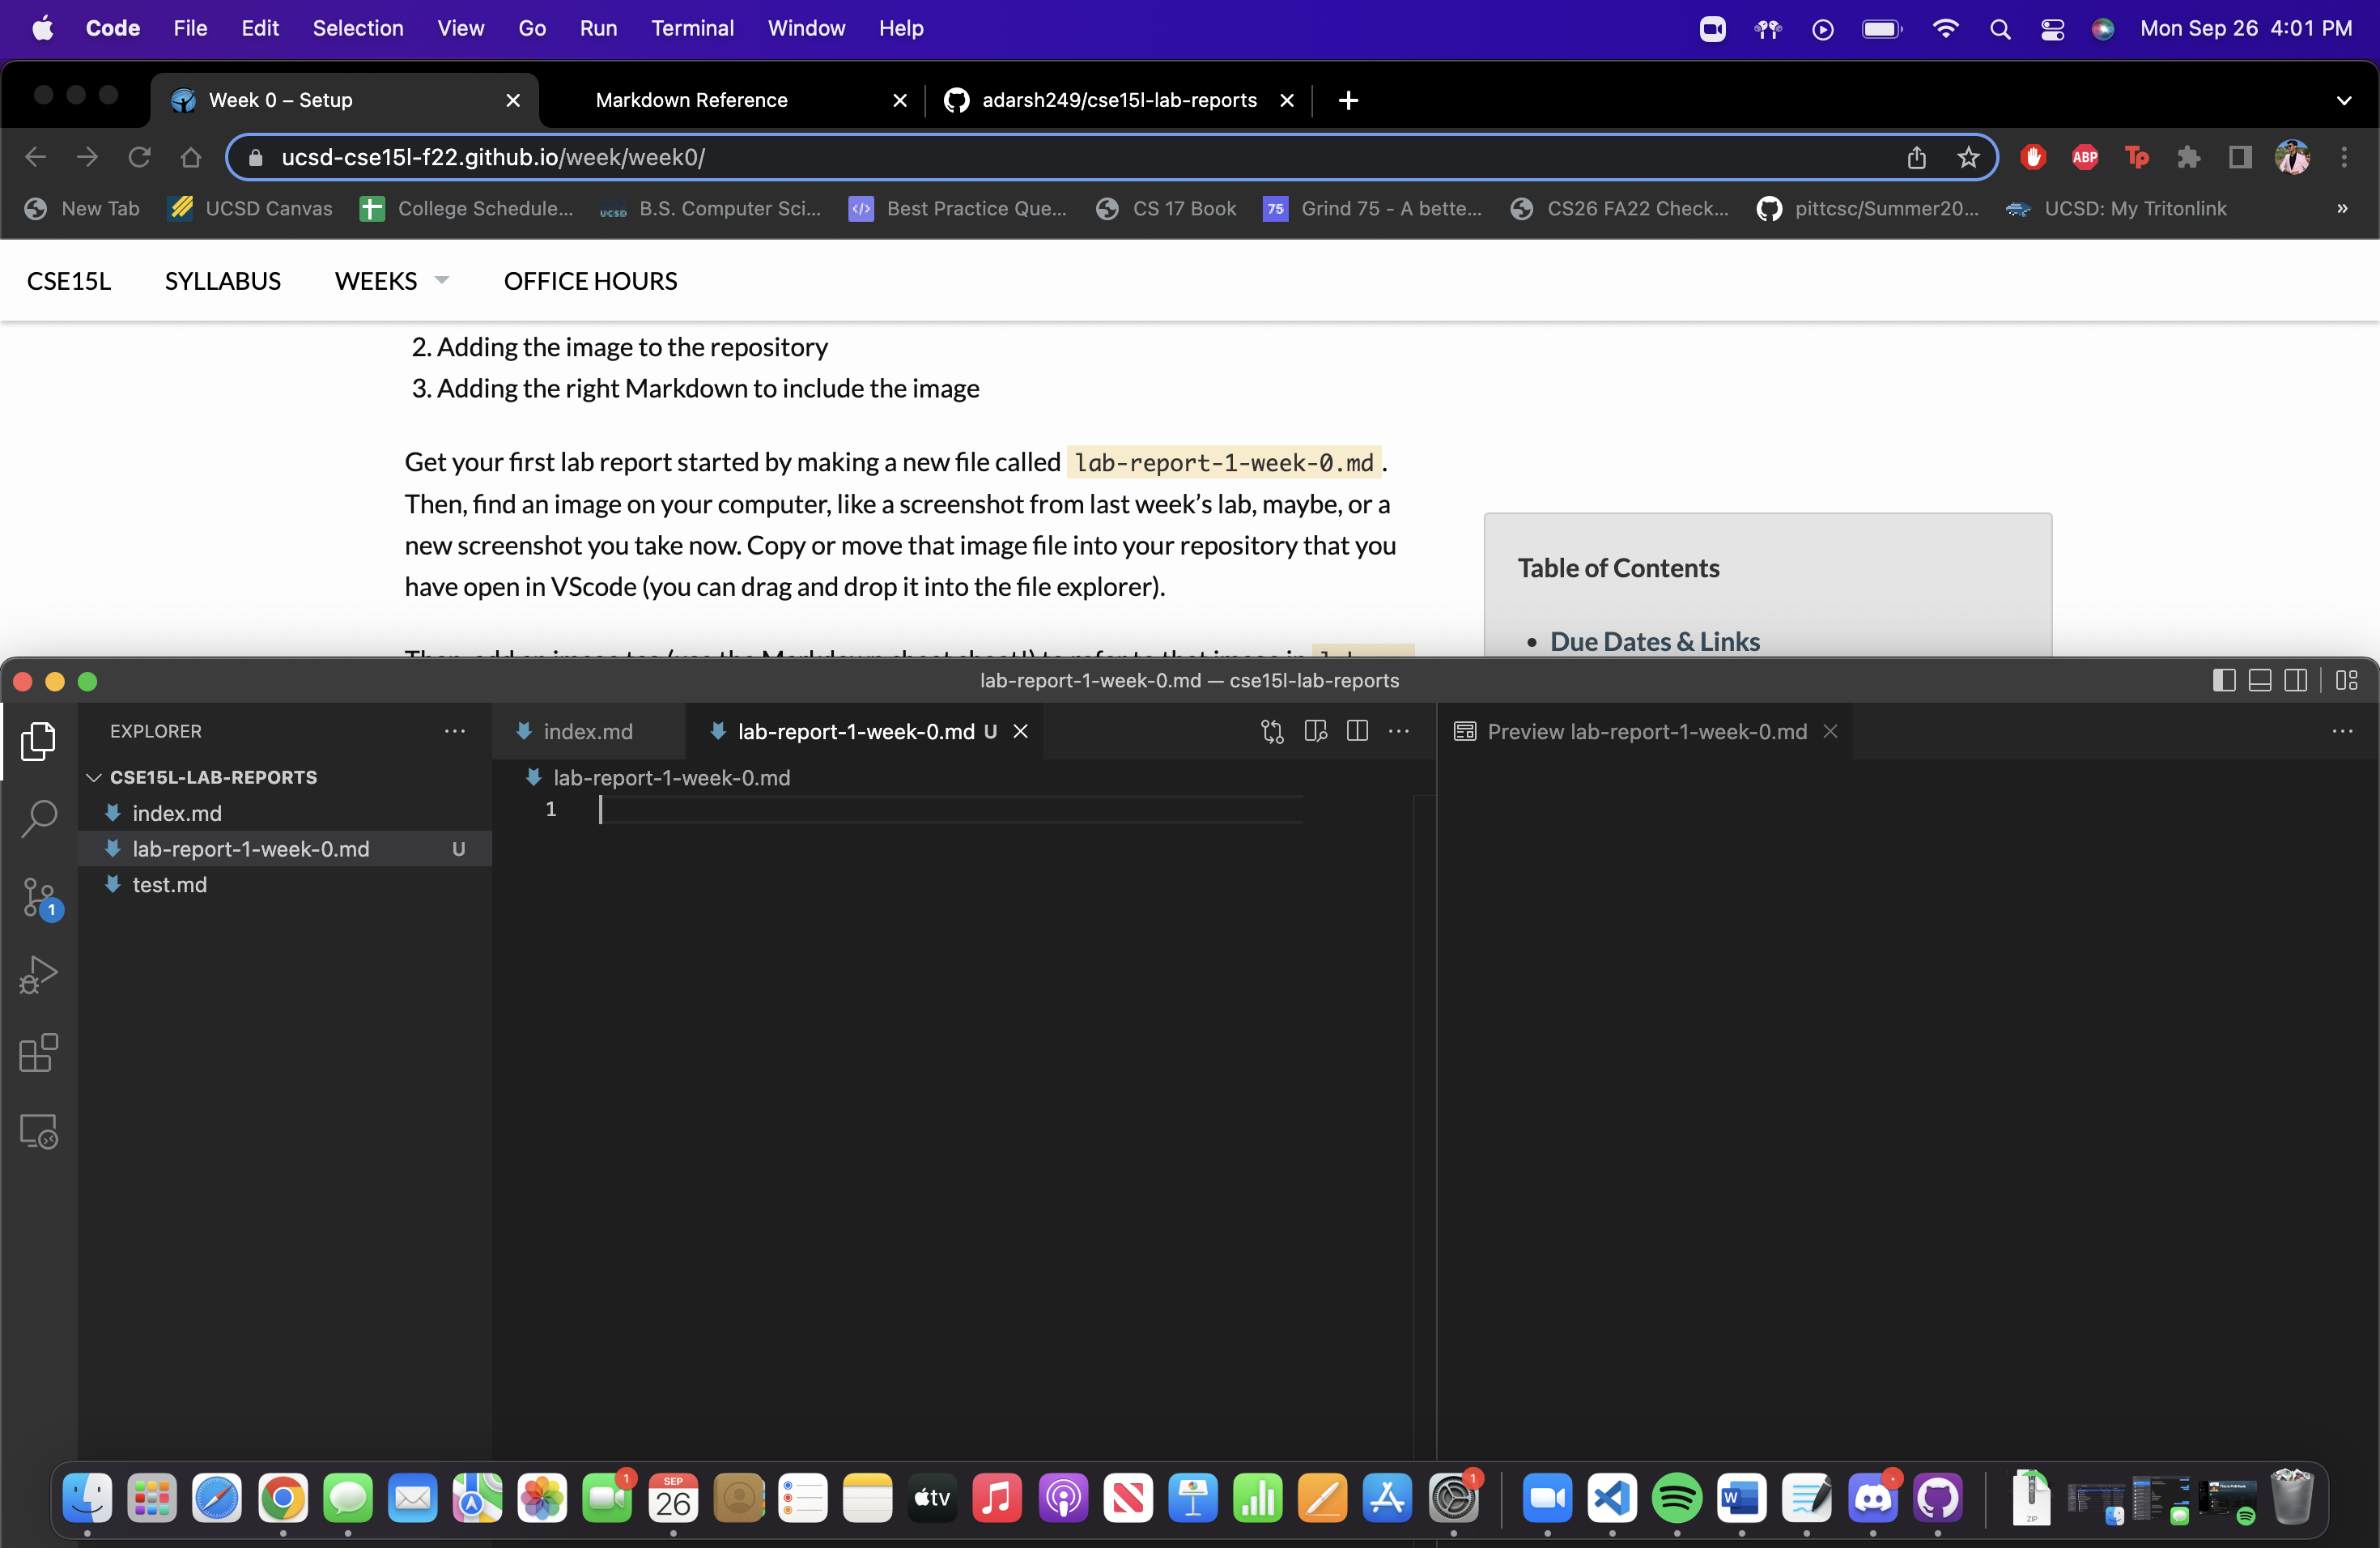 Code File Edit Selection View Go Run Terminal Window Help Mon Sep 26 4:01 PM
Week 0 – Setup Markdown Reference adarsh249/cse15l-lab-reports
ucsd-cse15l-f22.github.io/week/week0/ ABP Tp
New Tab UCSD Canvas College Schedule... UCSD B.S. Computer Sci... </> Best Practice Que... CS 17 Book 75 Grind 75 - A bette... CS26 FA22 Check... pittcsc/Summer20... UCSD: My Tritonlink »
CSE15L SYLLABUS WEEKS OFFICE HOURS
2. Adding the image to the repository
3. Adding the right Markdown to include the image
Get your first lab report started by making a new file called lab-report-1-week-0.md.
Then, find an image on your computer, like a screenshot from last week's lab, maybe, or a
new screenshot you take now. Copy or move that image file into your repository that you
have open in VScode (you can drag and drop it into the file explorer).
Table of Contents
• Due Dates & Links
lab-report-1-week-0.md — cse15l-lab-reports
EXPLORER ... index.md lab-report-1-week-0.md U ... Preview lab-report-1-week-0.md ...
CSE15L-LAB-REPORTS lab-report-1-week-0.md
index.md 1
lab-report-1-week-0.md U
test.md
1
1 SEP 26 tv 1 W ZIP